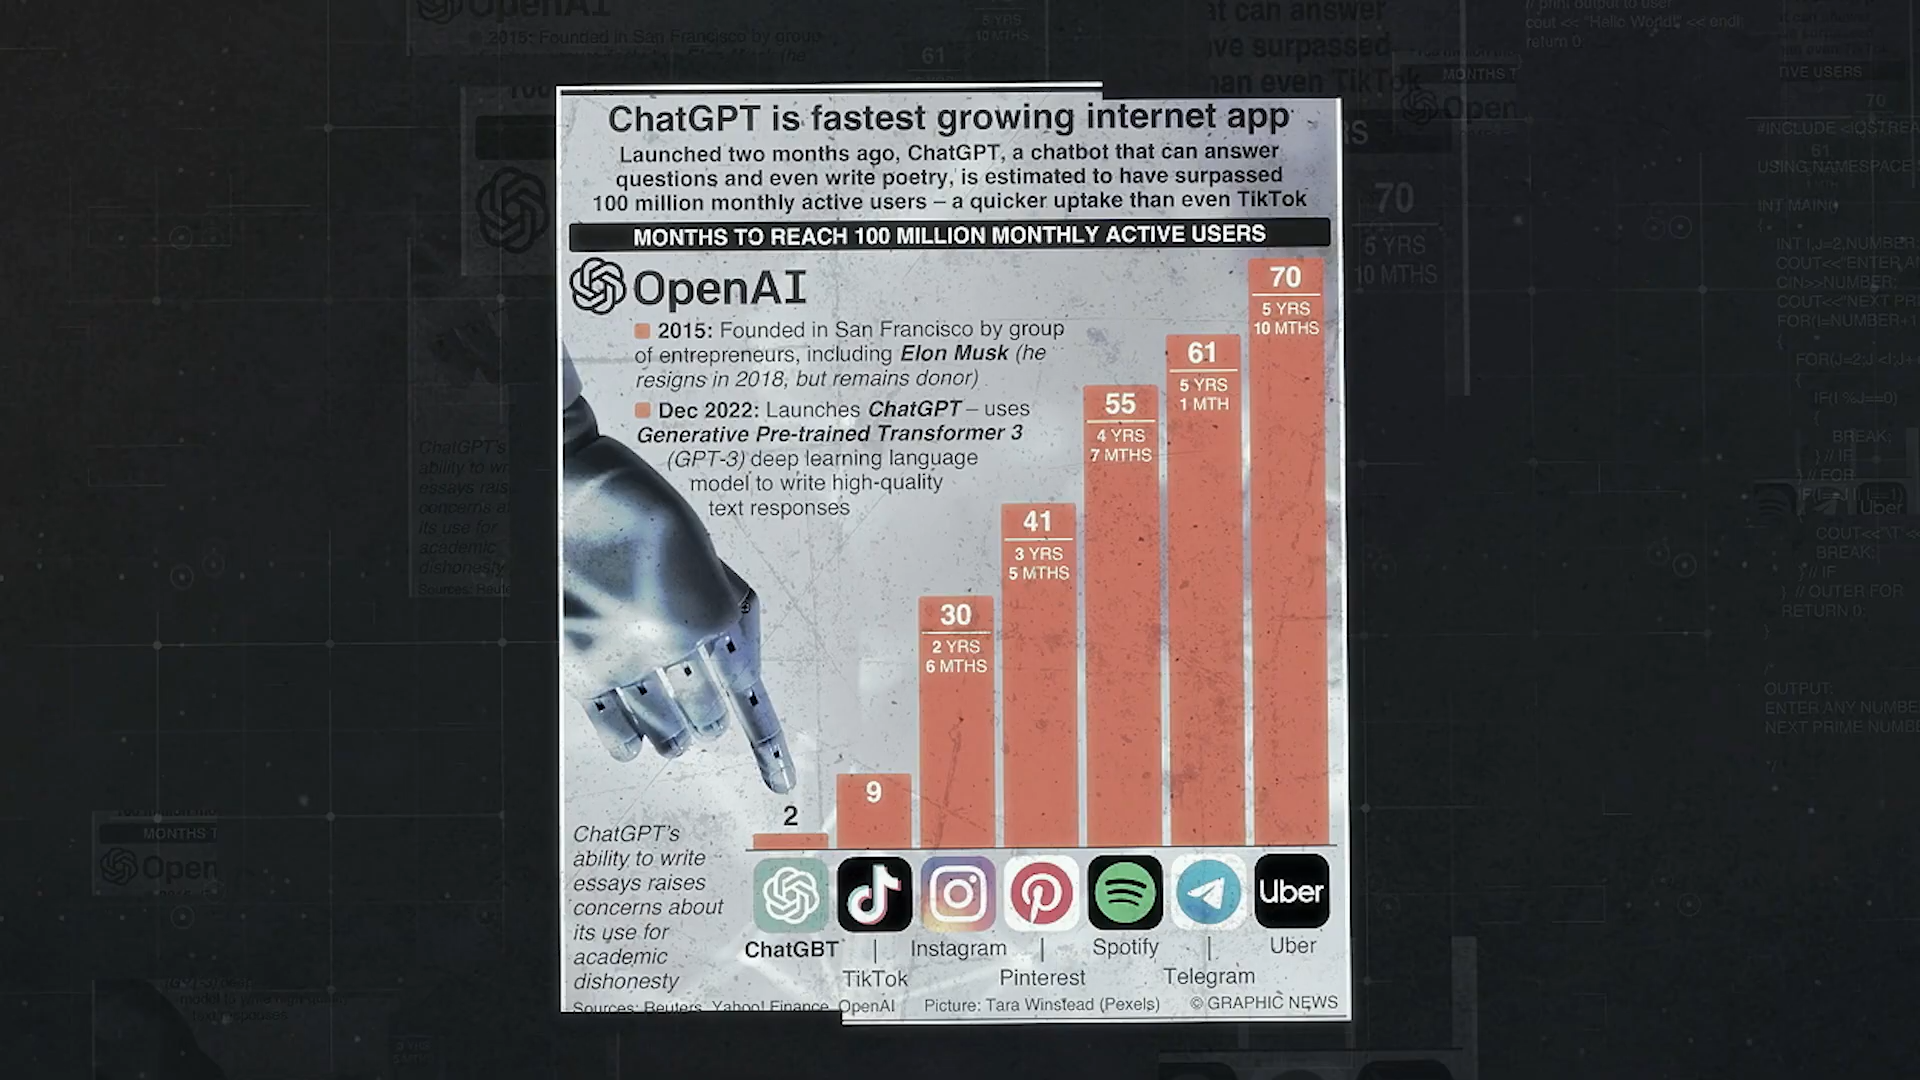 ChatGPT is fastest growing internet app
Launched two months ago, ChatGPT, a chatbot that can answer
questions and even write poetry, is estimated to have surpassed
100 million monthly active users – a quicker uptake than even TikTok
MONTHS TO REACH 100 MILLION MONTHLY ACTIVE USERS
OpenAI
2015: Founded in San Francisco by group
of entrepreneurs, including Elon Musk (he
resigns in 2018, but remains donor)
Dec 2022: Launches ChatGPT – uses
Generative Pre-trained Transformer 3
(GPT-3) deep learning language
model to write high-quality
text responses
2
9
30
2 YRS
6 MTHS
41
3 YRS
5 MTHS
55
4 YRS
7 MTHS
61
5 YRS
1 MTH
70
5 YRS
10 MTHS
ChatGPT's
ability to write
essays raises
concerns about
its use for
academic
dishonesty
Uber
ChatGBT
TikTok
Instagram
Pinterest
Spotify
Telegram
Uber
Sources: Reuters, Yahoo! Finance, OpenAI
Picture: Tara Winstead (Pexels)
© GRAPHIC NEWS